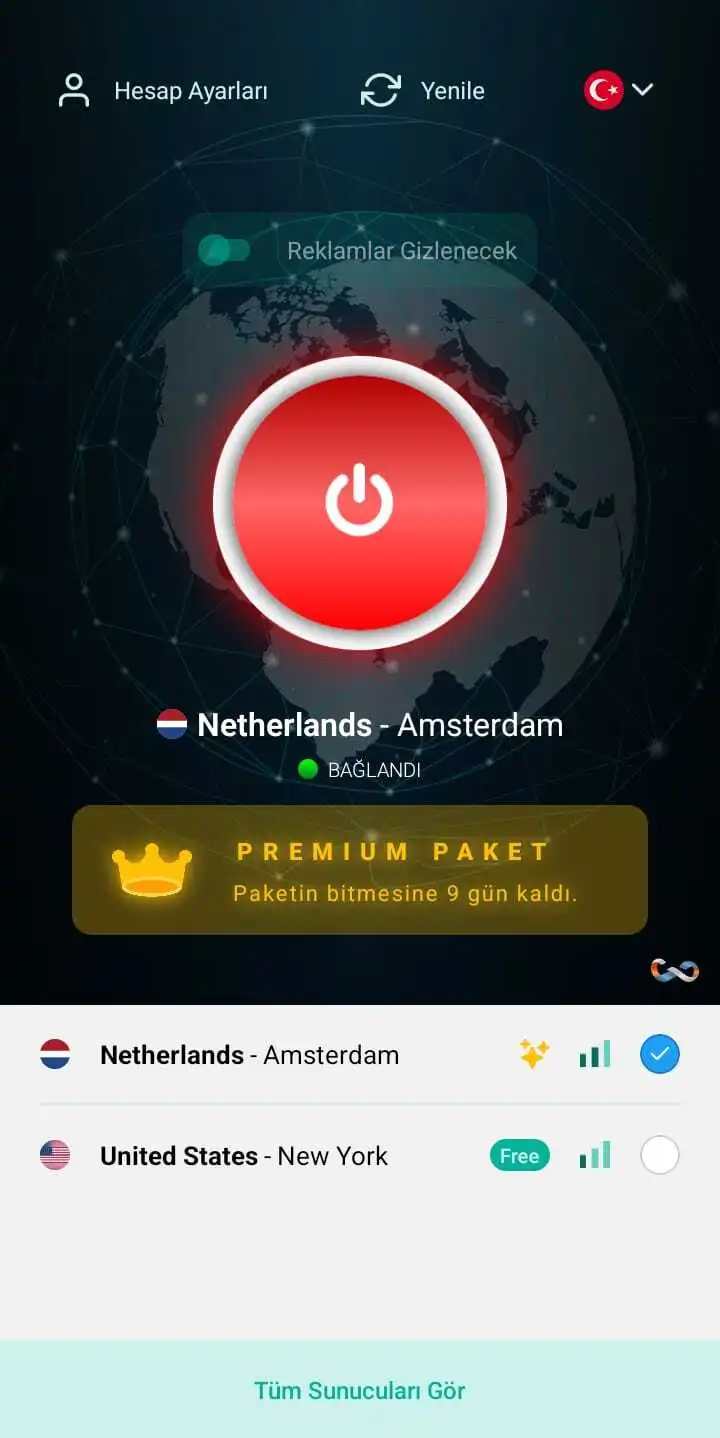 Hesap Ayarları
Yenile
Reklamlar Gizlenecek
Netherlands - Amsterdam
BAĞLANDI
PREMIUM PAKET
Paketin bitmesine 9 gün kaldı.
Netherlands - Amsterdam
United States - New York
Free
Tüm Sunucuları Gör